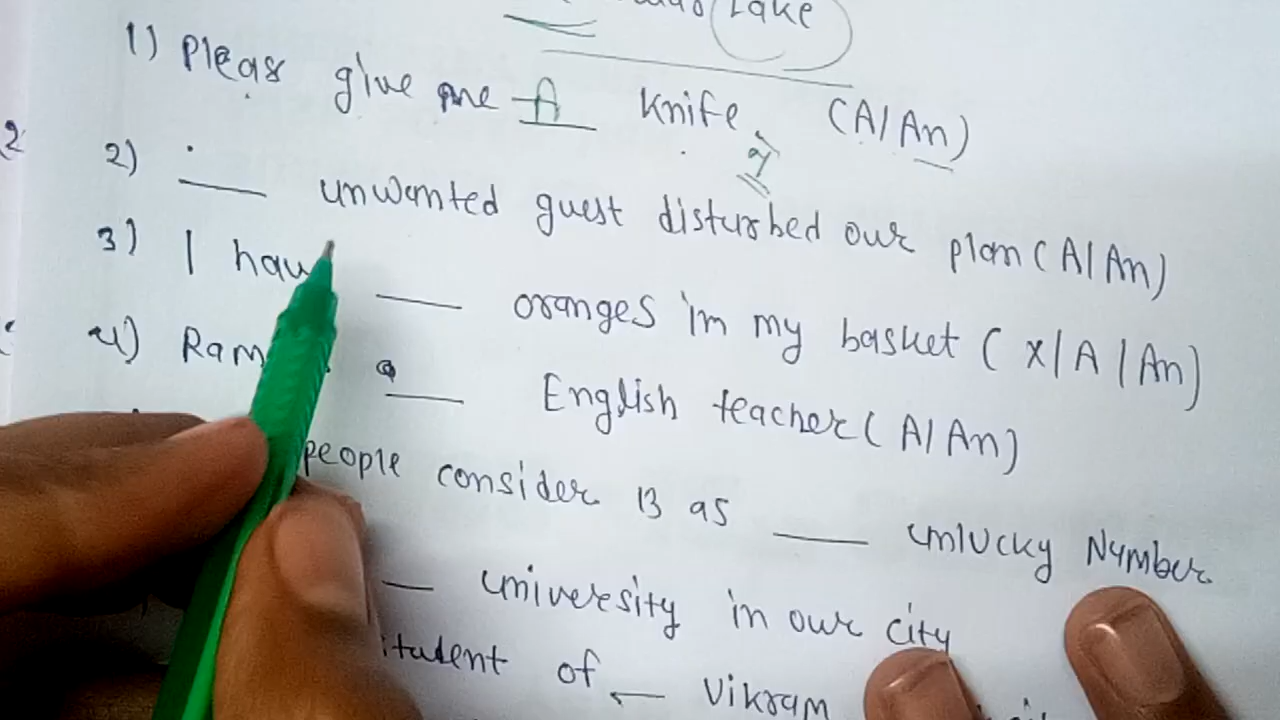 Lake
1) Pleas give me A knife (A/An)
2) ___ unwanted guest disturbed our plan (A/An)
3) I hav ___ oranges in my basket (X/A/An)
4) Ram ___ English teacher (A/An)
people consider 13 as ___ unlucky Number
___ university in our city
student of ___ Vikram